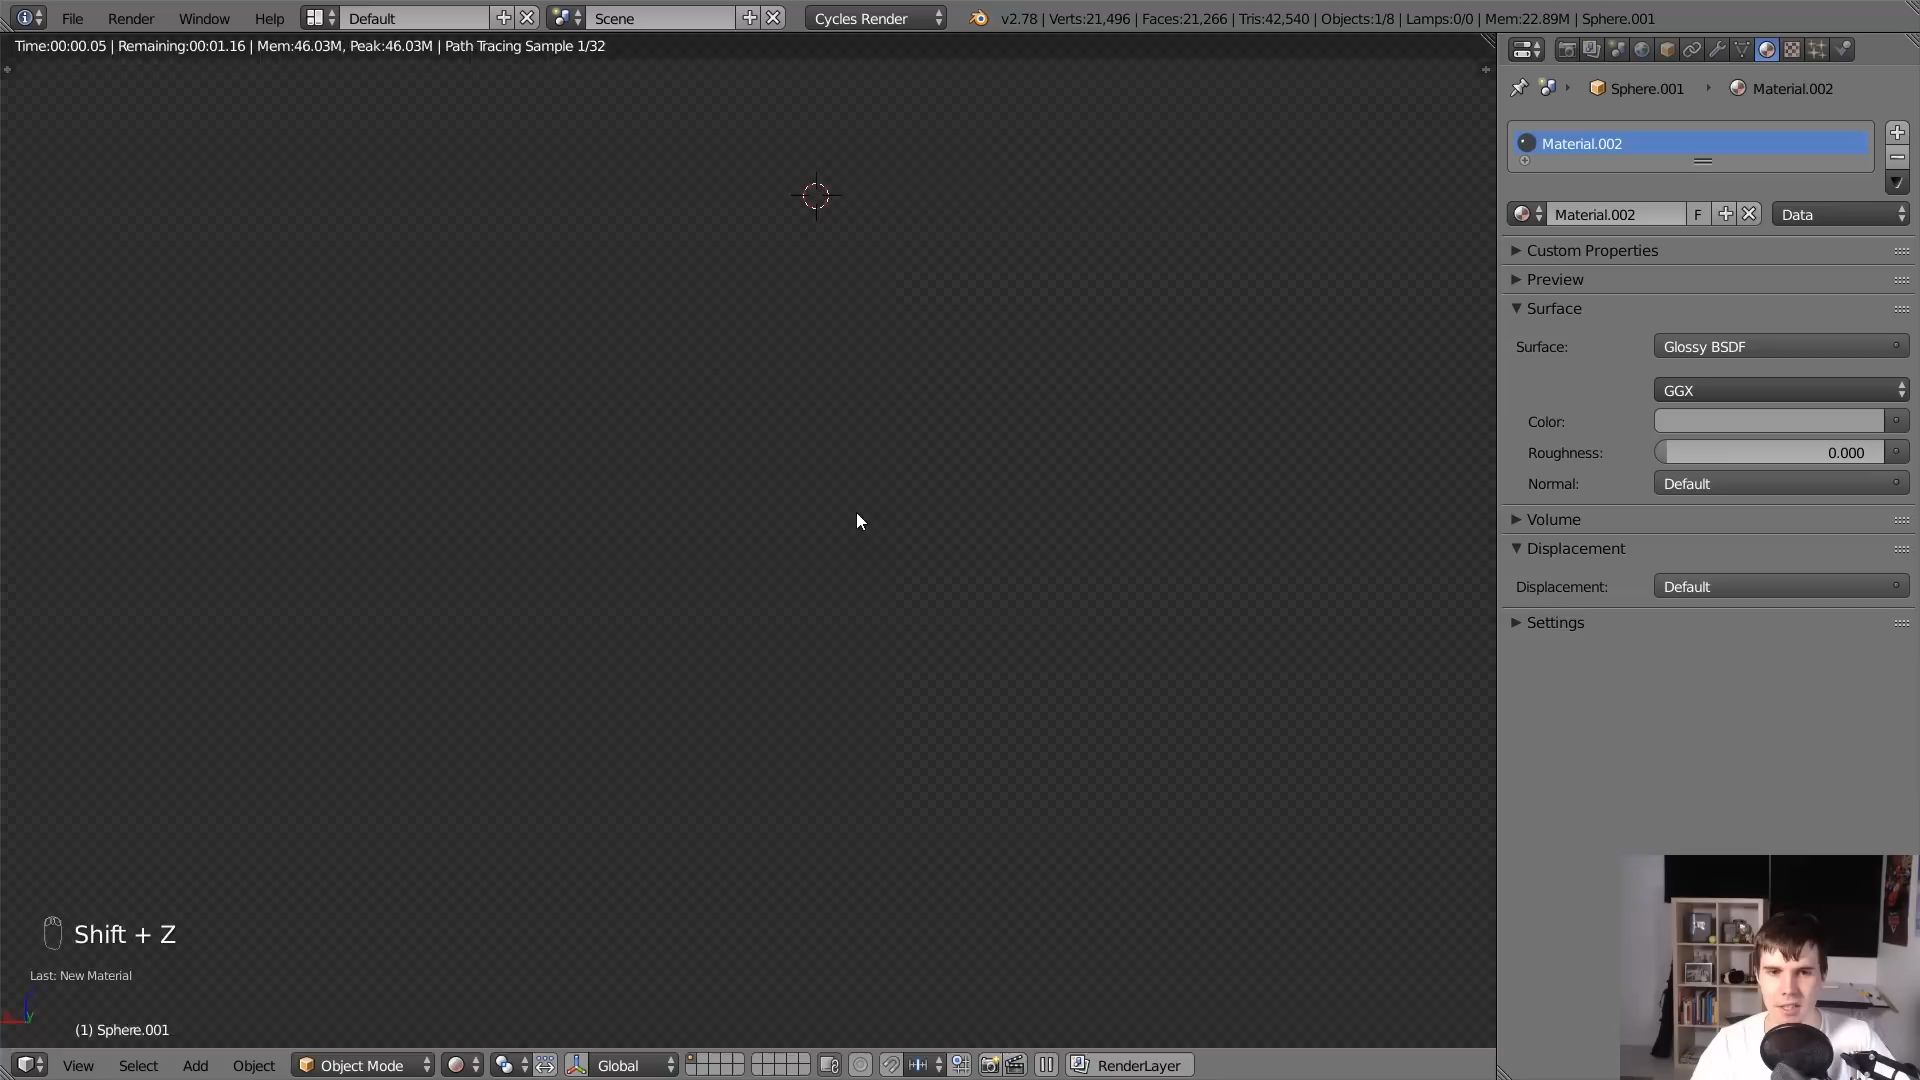 File Render Window Help Default Scene Cycles Render v2.78 | Verts:21,496 | Faces:21,266 | Tris:42,540 | Objects:1/8 | Lamps:0/0 | Mem:22.89M | Sphere.001
Time:00:00.05 | Remaining:00:01.16 | Mem:46.03M, Peak:46.03M | Path Tracing Sample 1/32
Sphere.001 Material.002
Material.002
Material.002 F Data
Custom Properties
Preview
Surface
Surface: Glossy BSDF
GGX
Color:
Roughness: 0.000
Normal: Default
Volume
Displacement
Displacement: Default
Settings
Shift + Z
Last: New Material
(1) Sphere.001
View Select Add Object Object Mode Global RenderLayer